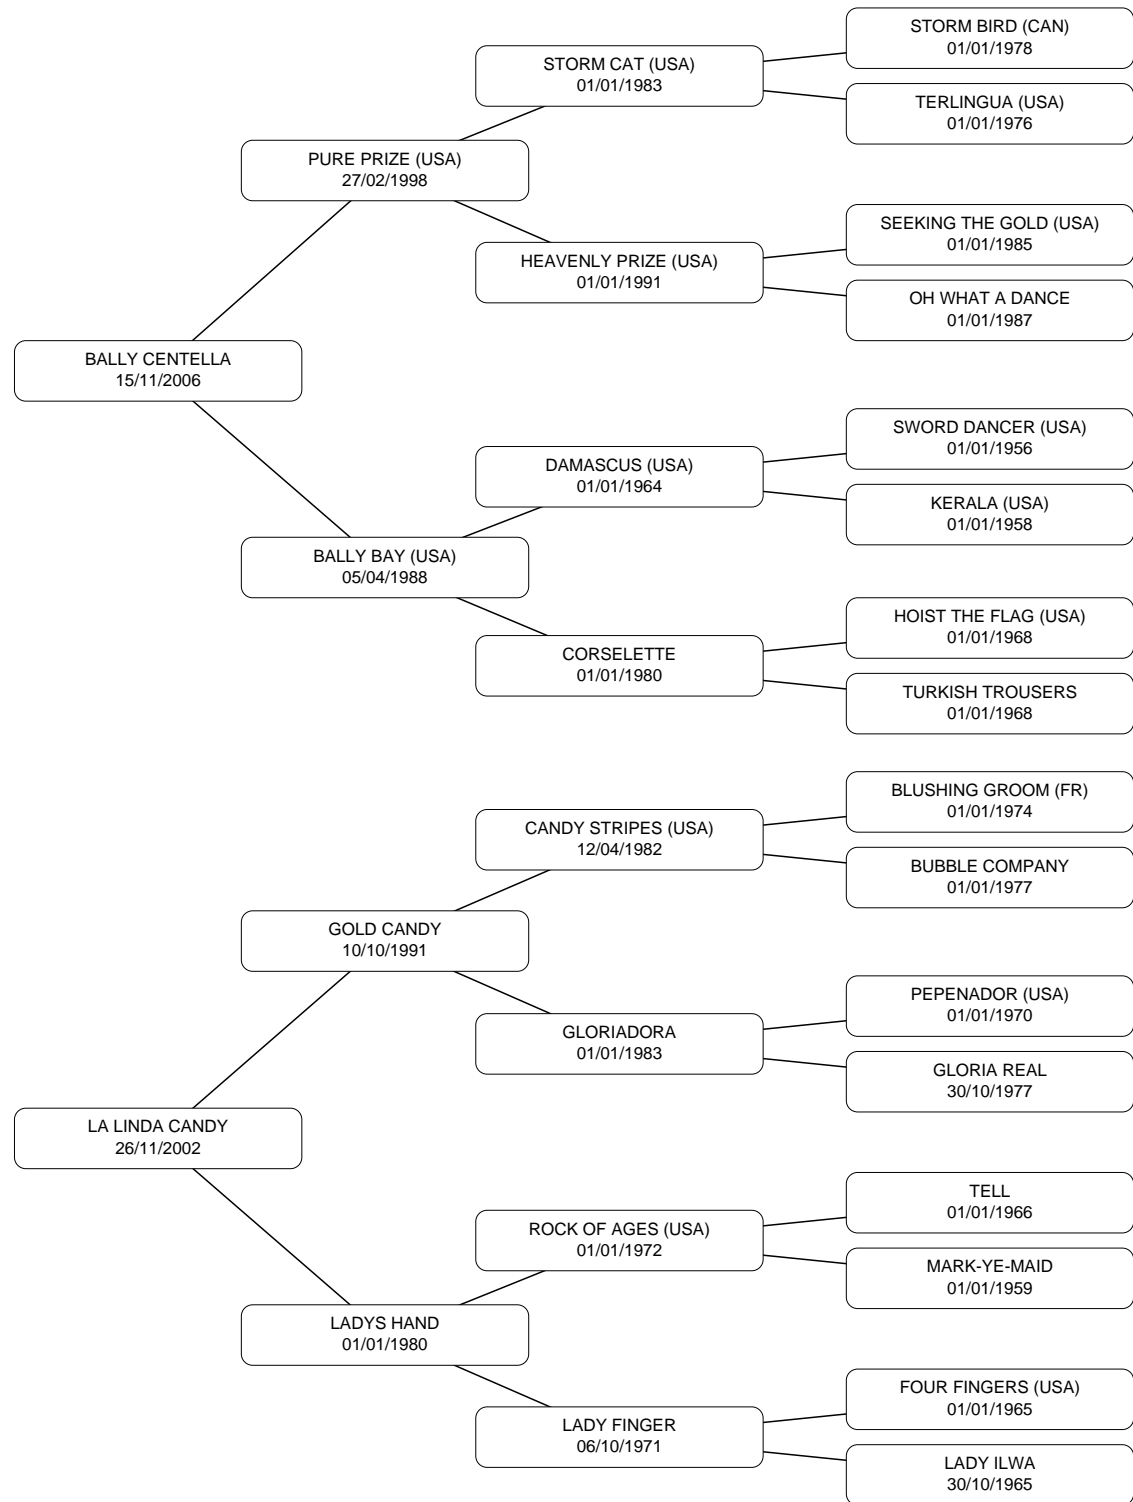 STORM BIRD (CAN)
01/01/1978
STORM CAT (USA)
01/01/1983
TERLINGUA (USA)
01/01/1976
PURE PRIZE (USA)
27/02/1998
SEEKING THE GOLD (USA)
01/01/1985
HEAVENLY PRIZE (USA)
01/01/1991
OH WHAT A DANCE
01/01/1987
BALLY CENTELLA
15/11/2006
SWORD DANCER (USA)
01/01/1956
DAMASCUS (USA)
01/01/1964
KERALA (USA)
01/01/1958
BALLY BAY (USA)
05/04/1988
HOIST THE FLAG (USA)
01/01/1968
CORSELETTE
01/01/1980
TURKISH TROUSERS
01/01/1968
BLUSHING GROOM (FR)
01/01/1974
CANDY STRIPES (USA)
12/04/1982
BUBBLE COMPANY
01/01/1977
GOLD CANDY
10/10/1991
PEPENADOR (USA)
01/01/1970
GLORIADORA
01/01/1983
GLORIA REAL
30/10/1977
LA LINDA CANDY
26/11/2002
TELL
01/01/1966
ROCK OF AGES (USA)
01/01/1972
MARK-YE-MAID
01/01/1959
LADYS HAND
01/01/1980
FOUR FINGERS (USA)
01/01/1965
LADY FINGER
06/10/1971
LADY ILWA
30/10/1965